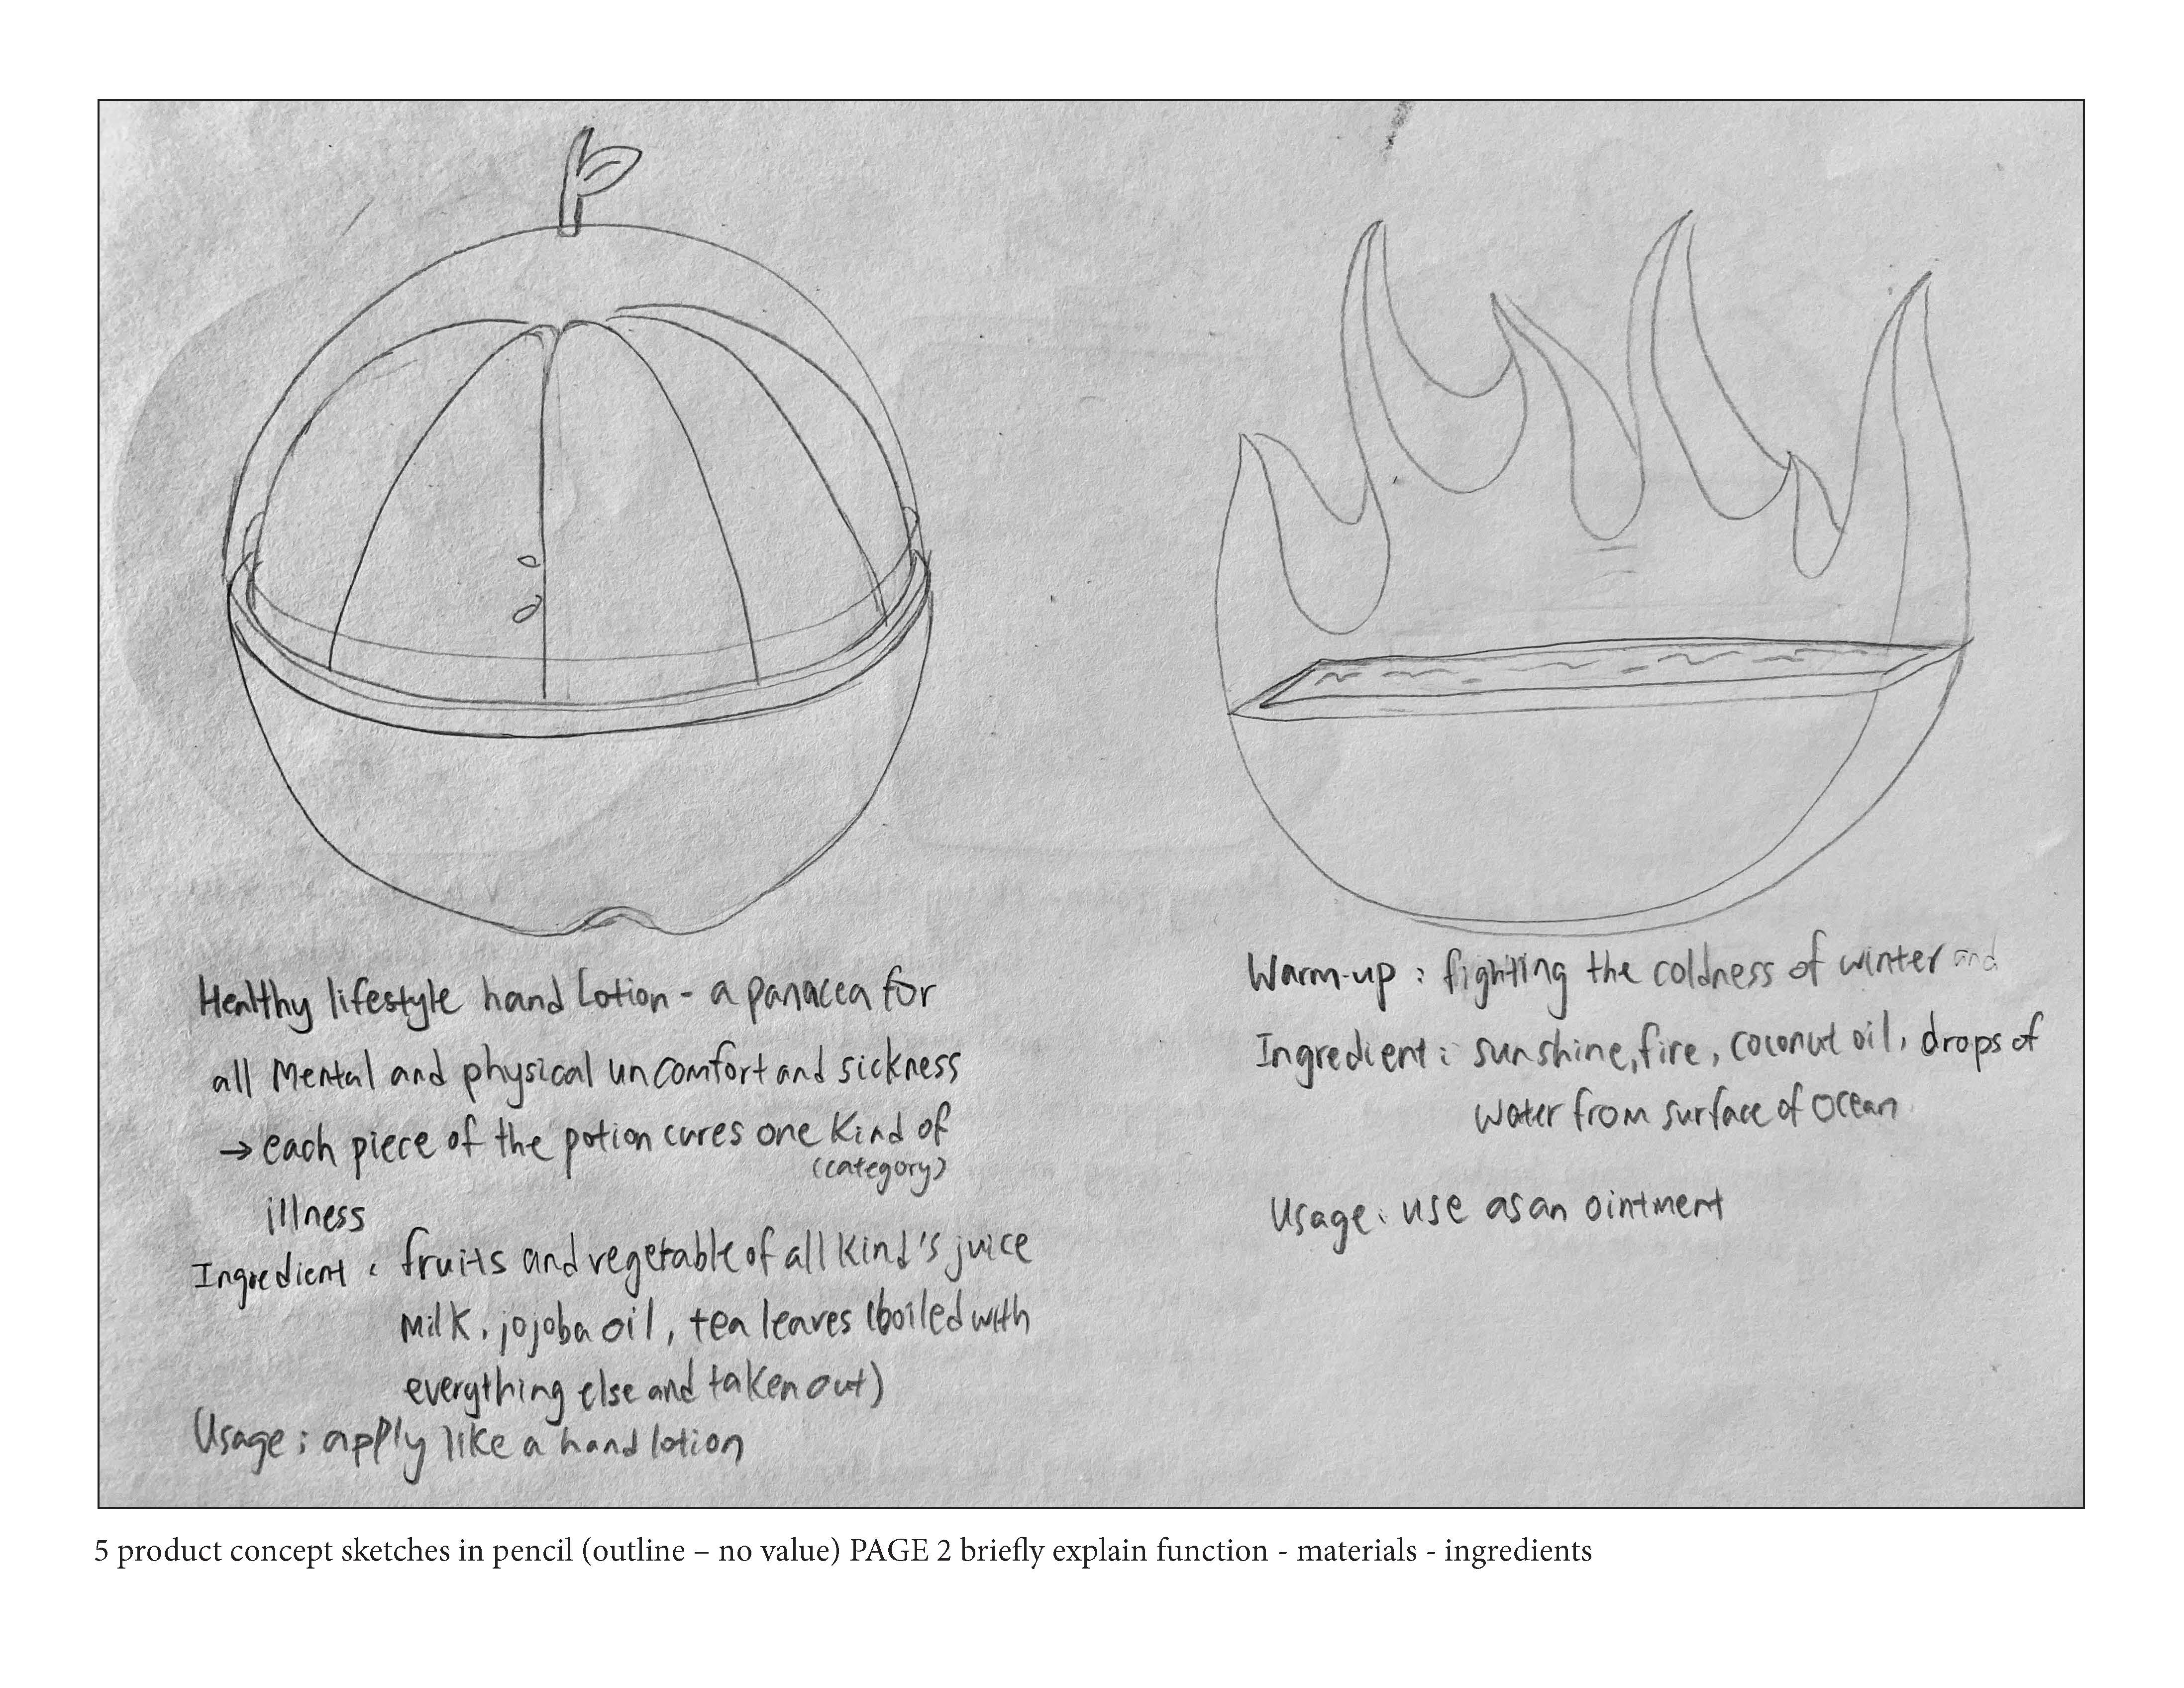 Healthy lifestyle hand lotion - a panacea for
all Mental and physical uncomfort and sickness
→ each piece of the potion cures one kind of
(category)
illness
Ingredient : fruits and vegetable of all kind's juice
Milk, jojoba oil, tea leaves (boiled with
everything else and taken out)
Usage : apply like a hand lotion
Warm-up : fighting the coldness of winter and
Ingredient : sunshine, fire, coconut oil, drops of
water from surface of ocean
Usage : use as an ointment
5 product concept sketches in pencil (outline – no value) PAGE 2 briefly explain function - materials - ingredients